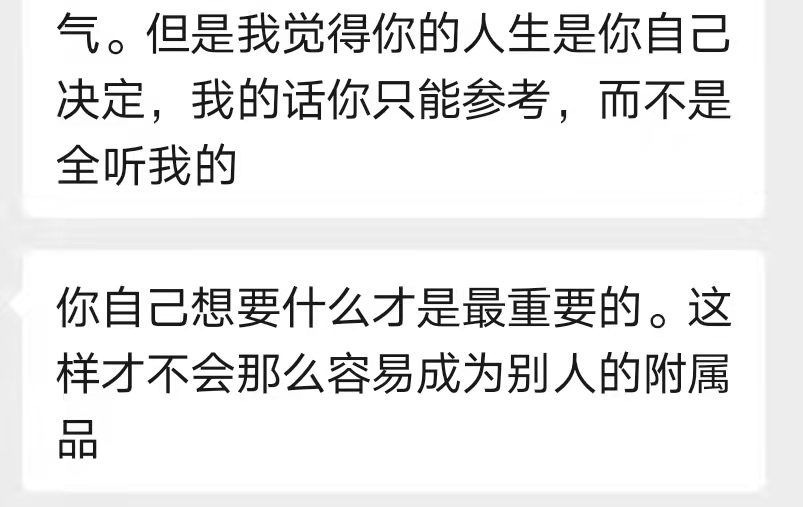 气。但是我觉得你的人生是你自己
决定，我的话你只能参考，而不是
全听我的
你自己想要什么才是最重要的。这
样才不会那么容易成为别人的附属
品